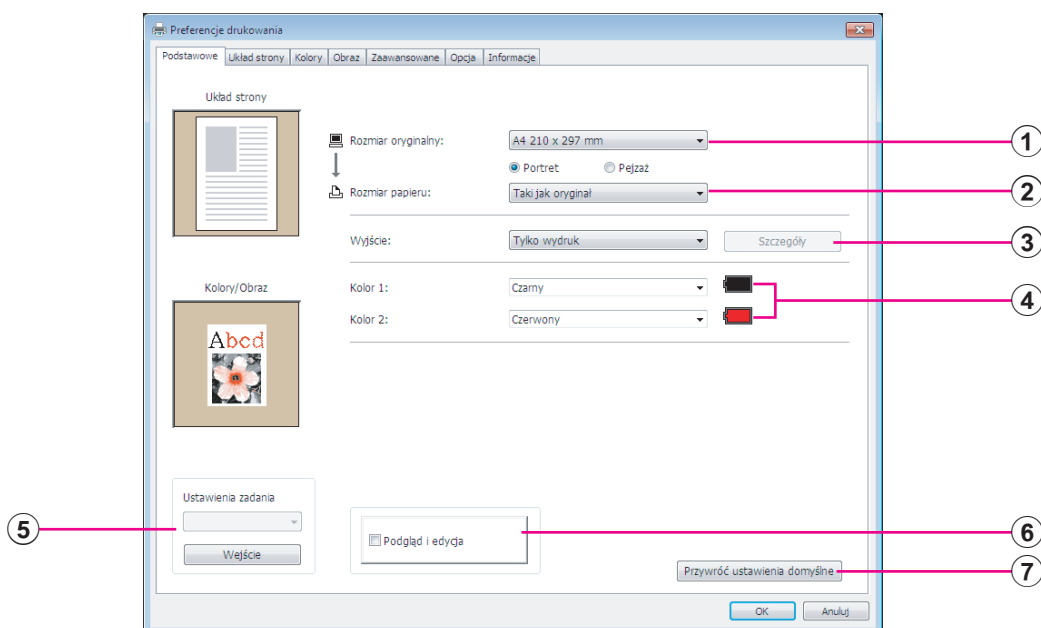 Preferencje drukowania
Podstawowe Układ strony Kolory Obraz Zaawansowane Opcja Informacje
Układ strony
Rozmiar oryginalny: A4 210 x 297 mm
1
Portret Pejzaż
Rozmiar papieru: Taki jak oryginał
2
Wyjście: Tylko wydruk Szczegóły
3
Kolory/Obraz
Kolor 1: Czarny
4
Kolor 2: Czerwony
Abcd
Ustawienia zadania
5
Wejście
Podgląd i edycja
6
Przywróć ustawienia domyślne
7
OK Anuluj